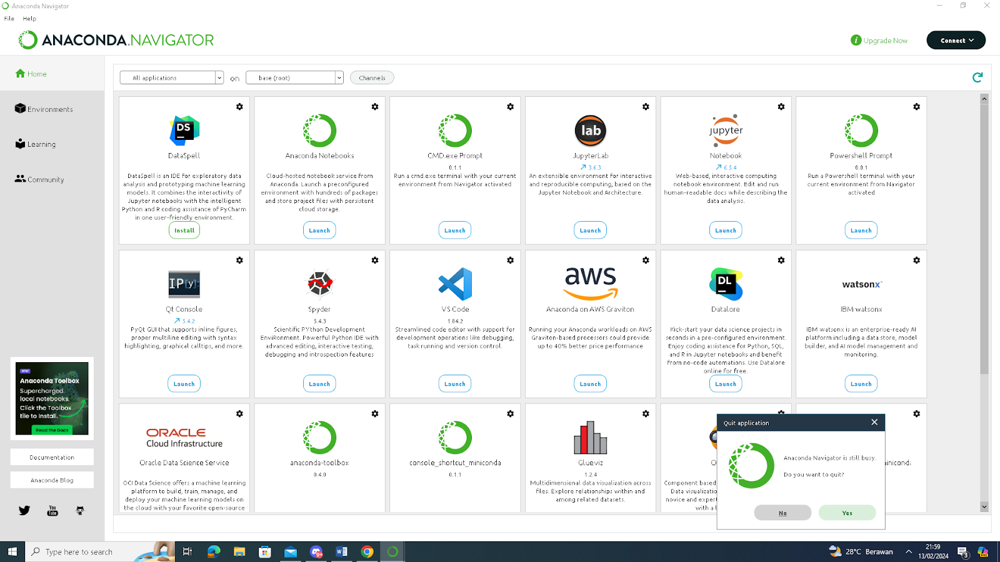 Anaconda Navigator
File Help
ANACONDA.NAVIGATOR
Upgrade Now
Connect
Home
Environments
Learning
Community
All applications
on
base (root)
Channels
DS
DataSpell
DataSpell is an IDE for exploratory data
analysis and prototyping machine learning
models. It combines the interactivity of
Jupyter notebooks with the intelligent
Python and R coding assistance of PyCharm
in one user-friendly environment.
Install
Anaconda Notebooks
Cloud-hosted notebook service from
Anaconda. Launch a preconfigured
environment with hundreds of packages
and store project files with persistent
cloud storage.
Launch
CMD.exe Prompt
0.1.1
Run a cmd.exe terminal with your current
environment from Navigator activated
Launch
lab
JupyterLab
3.6.3
An extensible environment for interactive
and reproducible computing, based on the
Jupyter Notebook and Architecture.
Launch
jupyter
Notebook
6.5.4
Web-based, interactive computing
notebook environment. Edit and run
human-readable docs while describing the
data analysis.
Launch
Powershell Prompt
0.0.1
Run a Powershell terminal with your
current environment from Navigator
activated
Launch
IP[y]:
Qt Console
5.4.2
PyQt GUI that supports inline figures,
proper multiline editing with syntax
highlighting, graphical calltips, and more.
Launch
Spyder
5.4.3
Scientific PYthon Development
EnviRonment. Powerful Python IDE with
advanced editing, interactive testing,
debugging and introspection features
Launch
VS Code
1.84.2
Streamlined code editor with support for
development operations like debugging,
task running and version control.
Launch
aws
Anaconda on AWS Graviton
Running your Anaconda workloads on AWS
Graviton-based processors could provide
up to 40% better price performance.
Launch
DL
Datalore
Kick-start your data science projects in
seconds in a pre-configured environment.
Enjoy coding assistance for Python, SQL,
and R in Jupyter notebooks and benefit
from no-code automations. Use Datalore
online for free.
Launch
watsonx
IBM watsonx
IBM watsonx is an enterprise-ready AI
platform including a data store, model
builder, and AI model management and
monitoring.
Launch
ORACLE
Cloud Infrastructure
Oracle Data Science Service
OCI Data Science offers a machine learning
platform to build, train, manage, and
deploy your machine learning models on
the cloud with your favorite open-source
anaconda-toolbox
0.4.0
console_shortcut_miniconda
0.1.1
Glueviz
1.2.4
Multidimensional data visualization across
files. Explore relationships within and
among related datasets.
O
Component based
Data visualizatio
novice and expert
with a l
miniconda
Quit application
Anaconda Navigator is still busy.
Do you want to quit?
No
Yes
NEW
Anaconda Toolbox
Supercharged
local notebooks.
Click the Toolbox
tile to install.
Read the Docs
Documentation
Anaconda Blog
You
Tube
Type here to search
9+
W
28°C Berawan
21:59
13/02/2024
3